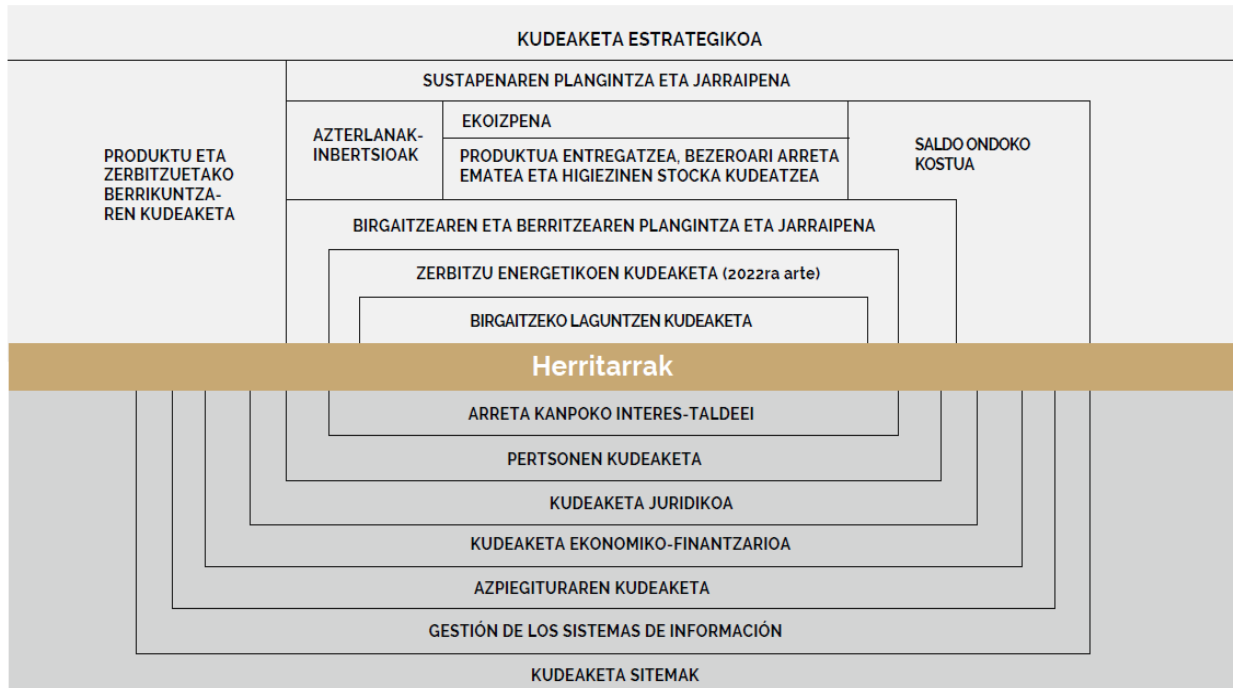 KUDEAKETA ESTRATEGIKOA
SUSTAPENAREN PLANGINTZA ETA JARRAIPENA
PRODUKTU ETA
ZERBITZUETAKO
BERRIKUNTZA-
REN KUDEAKETA
AZTERLANAK-
INBERTSIOAK
EKOIZPENA
PRODUKTUA ENTREGATZEA, BEZEROARI ARRETA
EMATEA ETA HIGIEZINEN STOCKA KUDEATZEA
SALDO ONDOKO
KOSTUA
BIRGAITZEAREN ETA BERRITZEAREN PLANGINTZA ETA JARRAIPENA
ZERBITZU ENERGETIKOEN KUDEAKETA (2022ra arte)
BIRGAITZEKO LAGUNTZEN KUDEAKETA
Herritarrak
ARRETA KANPOKO INTERES-TALDEEI
PERTSONEN KUDEAKETA
KUDEAKETA JURIDIKOA
KUDEAKETA EKONOMIKO-FINANTZARIOA
AZPIEGITURAREN KUDEAKETA
GESTIÓN DE LOS SISTEMAS DE INFORMACIÓN
KUDEAKETA SITEMAK